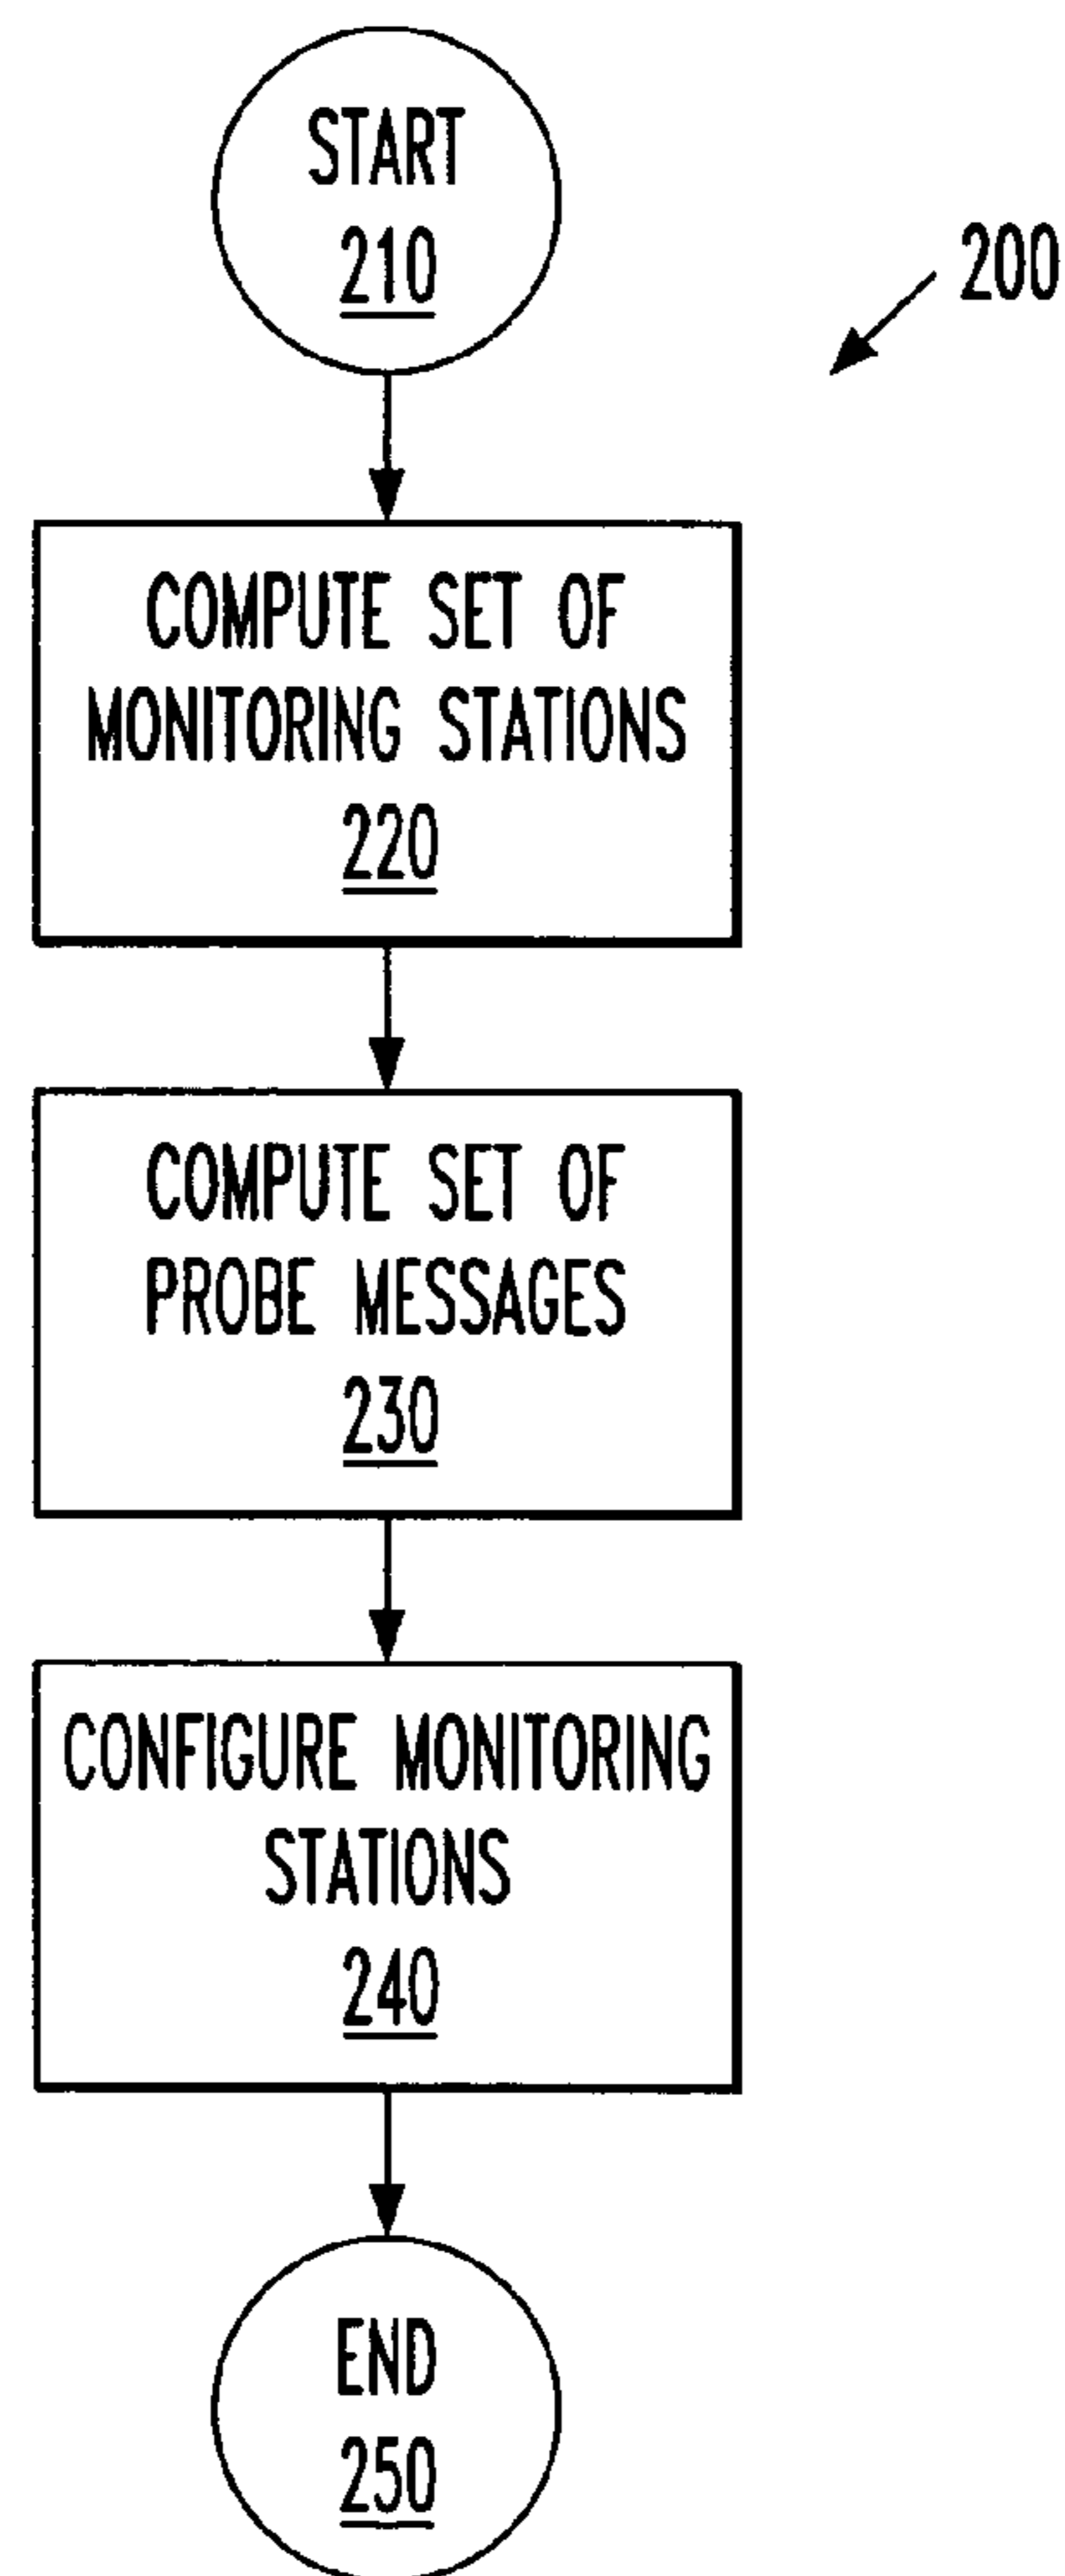 START
210
200
COMPUTE SET OF
MONITORING STATIONS
220
COMPUTE SET OF
PROBE MESSAGES
230
CONFIGURE MONITORING
STATIONS
240
END
250